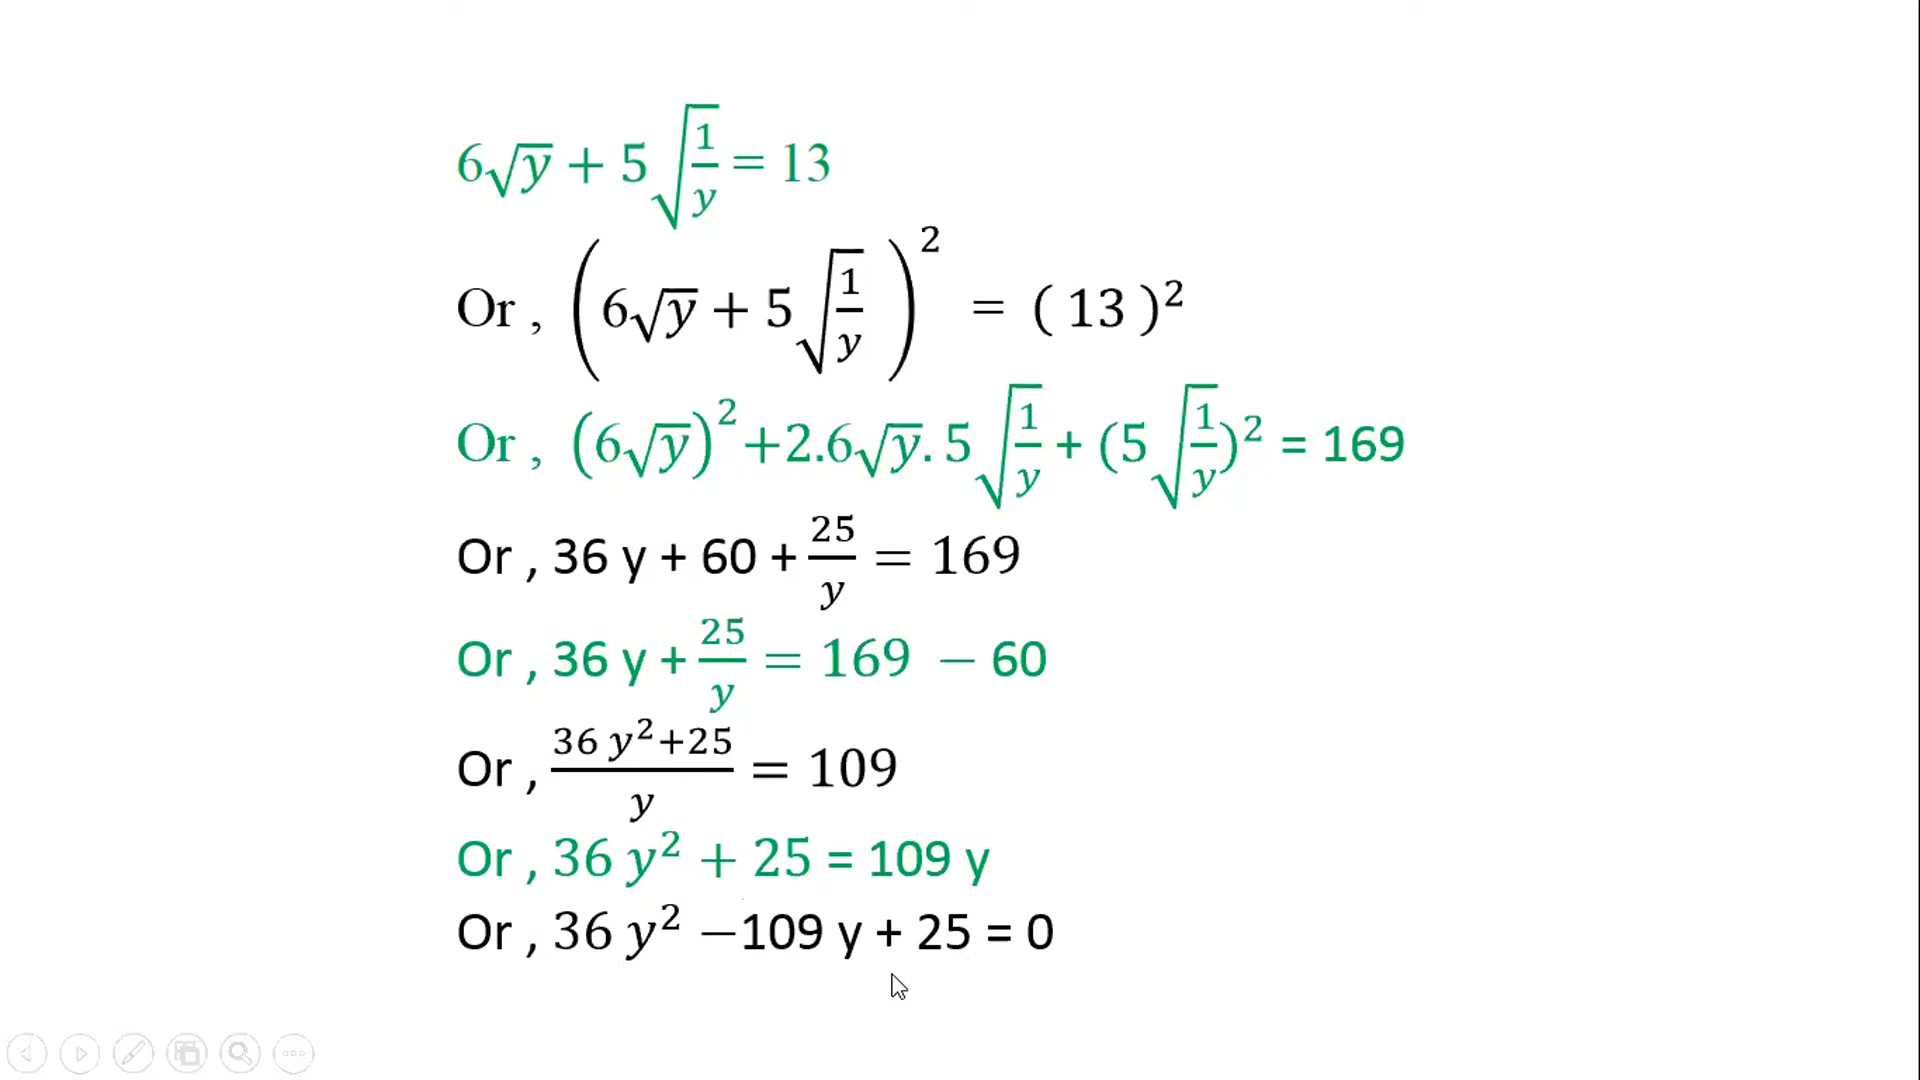 6√y + 5√(1/y) = 13
Or , (6√y + 5√(1/y) )² = ( 13 )²
Or , (6√y)²+2.6√y. 5√(1/y) + (5√(1/y))² = 169
Or , 36 y + 60 + 25/y = 169
Or , 36 y + 25/y = 169 − 60
Or , (36 y²+25)/y = 109
Or , 36 y² + 25 = 109 y
Or , 36 y² −109 y + 25 = 0